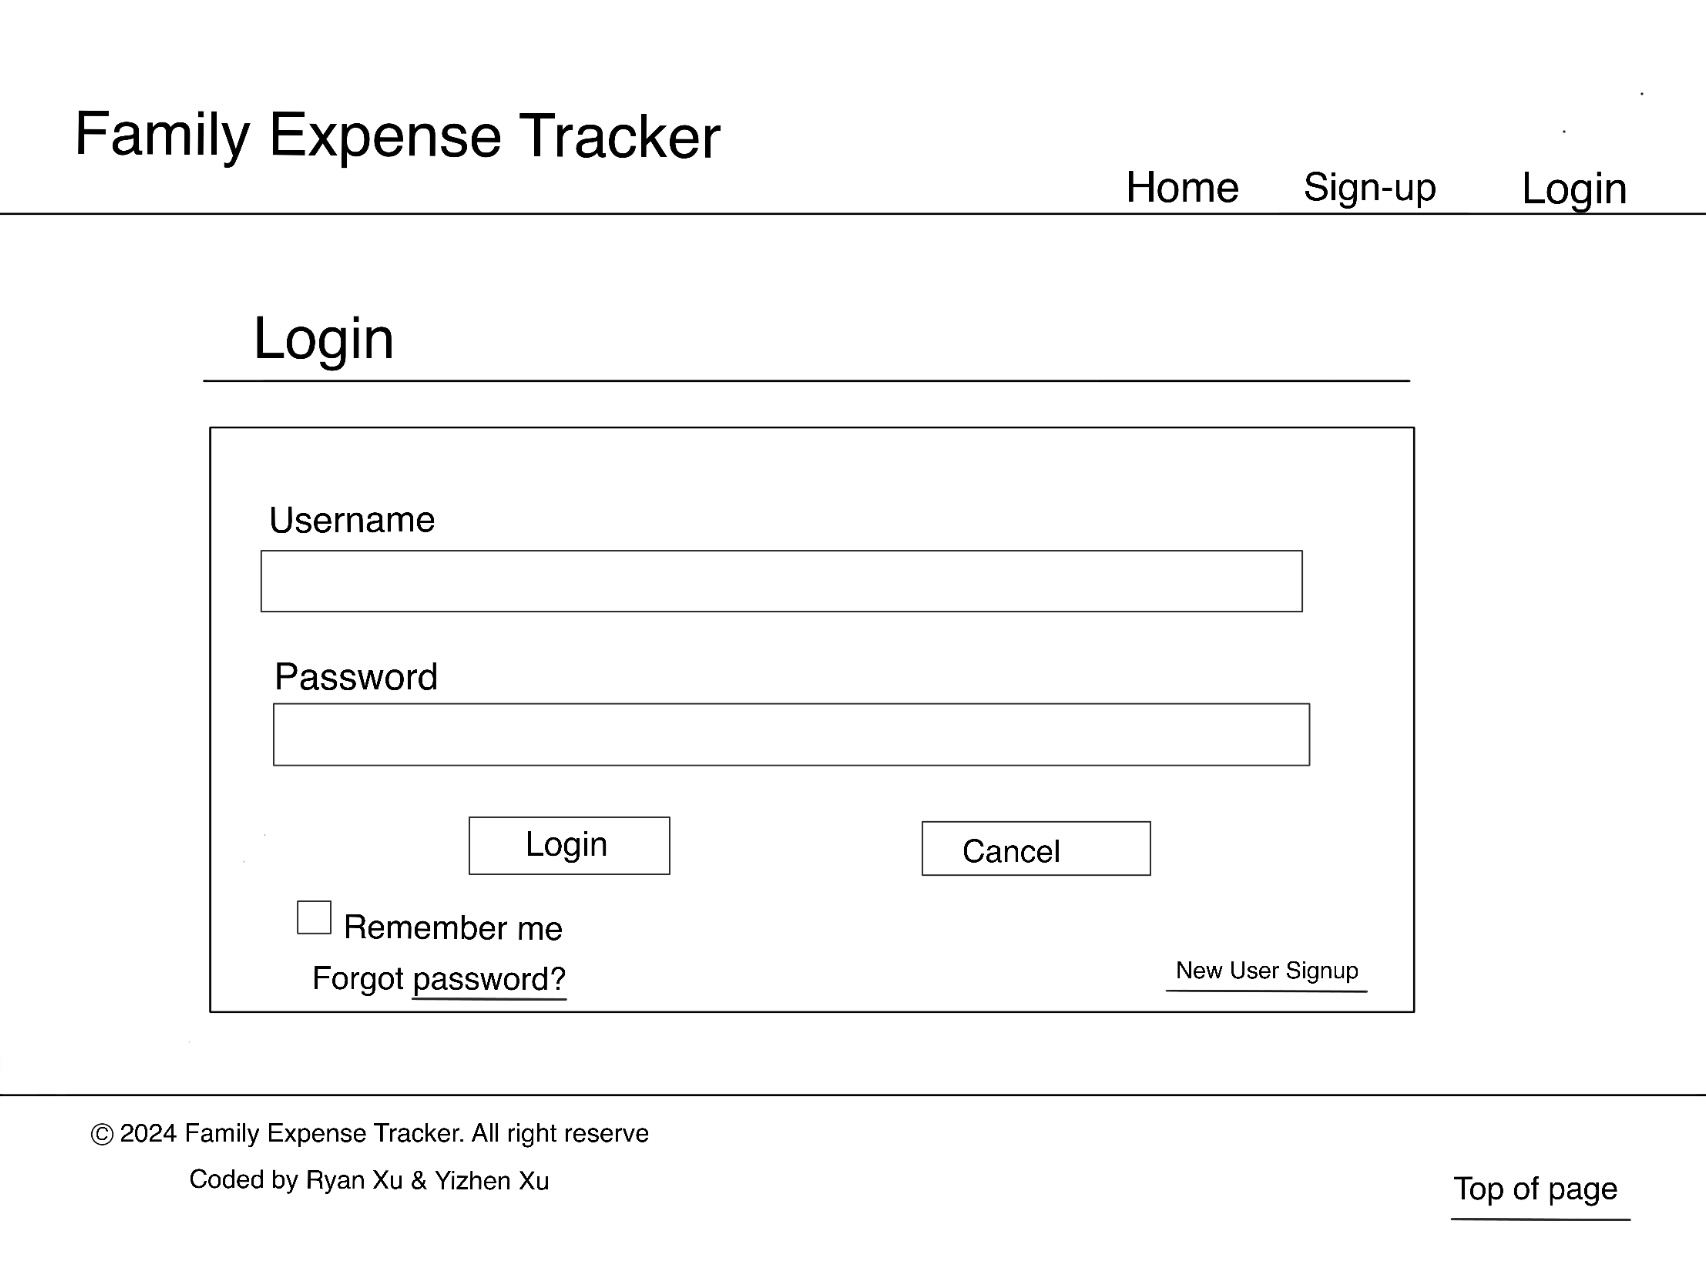 Family Expense Tracker
Home Sign-up Login
Login
Username
Password
Login Cancel
Remember me
Forgot password? New User Signup
© 2024 Family Expense Tracker. All right reserve
Coded by Ryan Xu & Yizhen Xu
Top of page